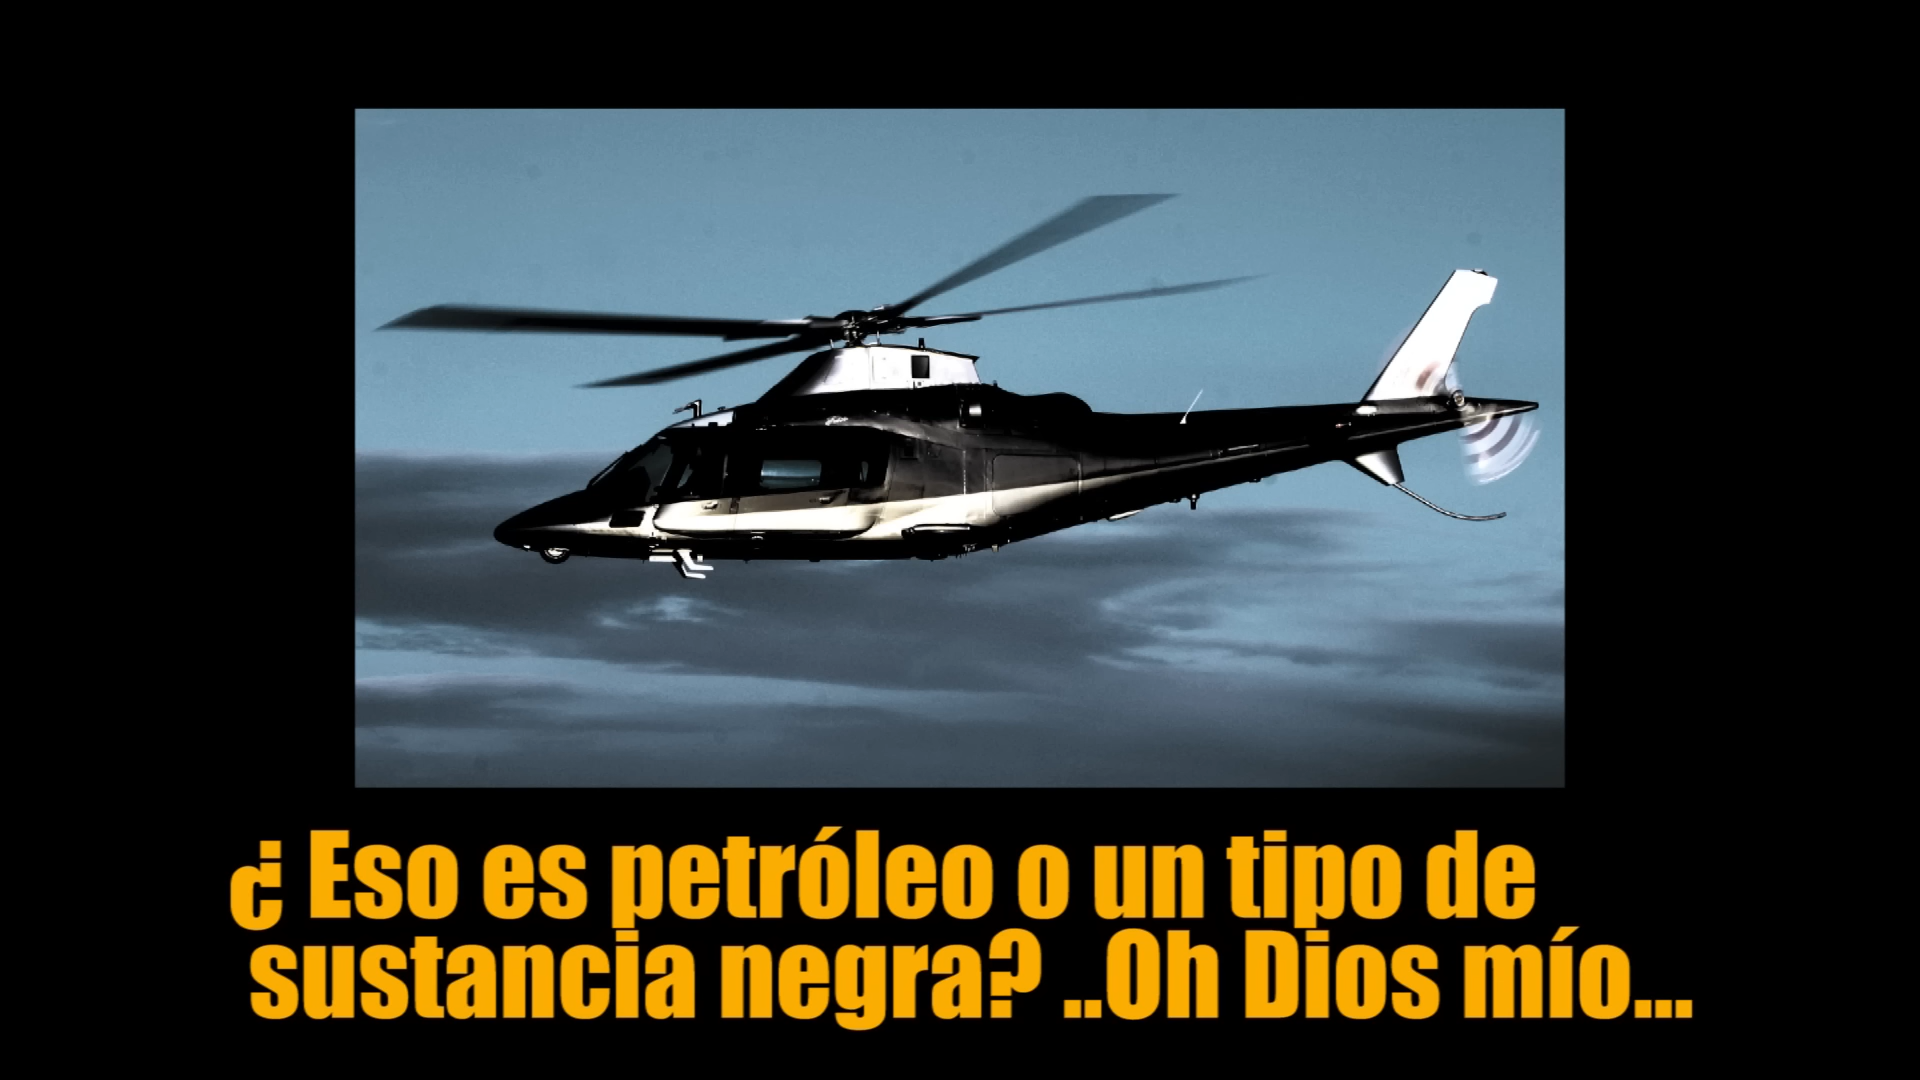 ¿ Eso es petróleo o un tipo de
sustancia negra? ..Oh Dios mío...